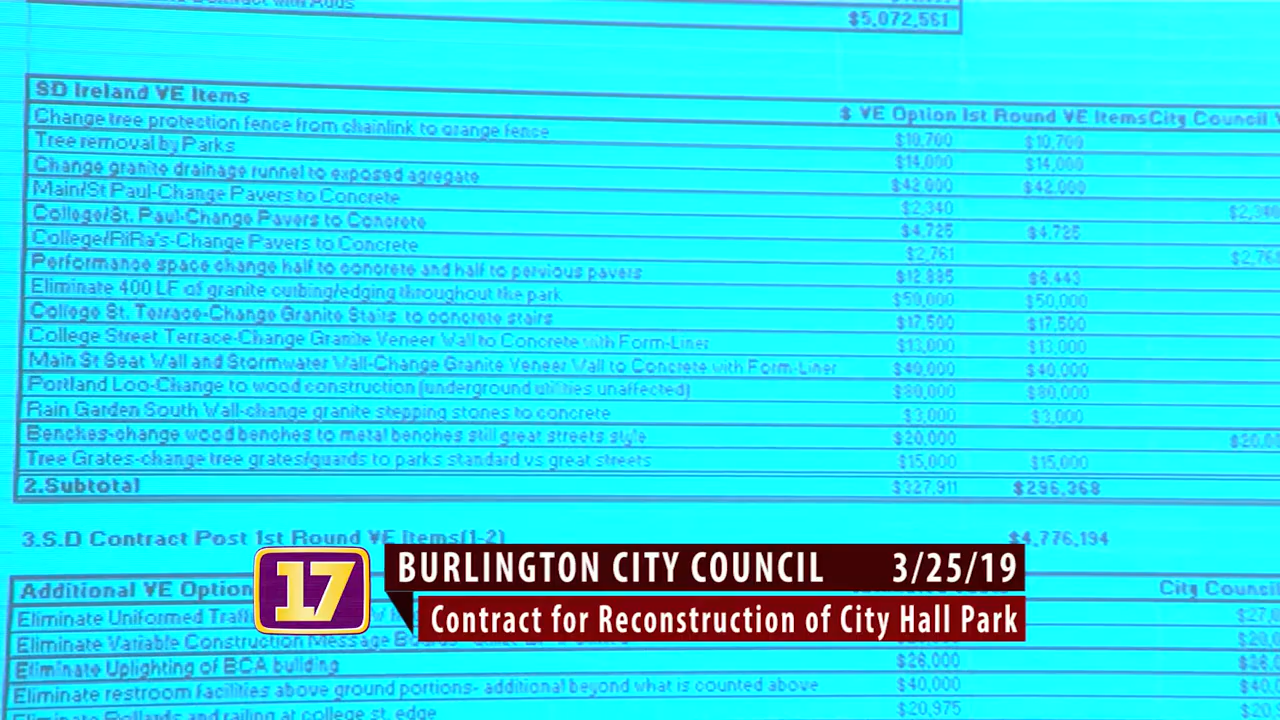 $5,072,561
SD Ireland VE Items
$ VE Option 1st Round VE Items City Council
Change tree protection fence from chainlink to orange fence $10,700 $10,700
Tree removal by Parks $14,000 $14,000
Change granite drainage runnel to exposed agregate $42,000 $42,000
Main/St Paul-Change Pavers to Concrete $2,340
College/St. Paul-Change Pavers to Concrete $4,725 $4,725
College/RiRa's-Change Pavers to Concrete $2,761
Performance space change half to concrete and half to pervious pavers $12,885 $6,443
Eliminate 400 LF of granite curbing/edging throughout the park $50,000 $50,000
College St. Terrace-Change Granite Stairs to concrete stairs $17,500 $17,500
College Street Terrace-Change Granite Veneer Wall to Concrete with Form-Liner $13,000 $13,000
Main St Seat Wall and Stormwater Wall-Change Granite Veneer Wall to Concrete with Form-Liner $40,000 $40,000
Portland Loo-Change to wood construction (underground utilities unaffected) $80,000 $80,000
Rain Garden South Wall-change granite stepping stones to concrete $3,000 $3,000
Benches-change wood benches to metal benches still great streets style $20,000
Tree Grates-change tree grates/guards to parks standard vs great streets $15,000 $15,000
2.Subtotal $327,911 $296,368
3.S.D Contract Post 1st Round VE Items(1-2) $4,776,194
Additional VE Option City Council
Eliminate Uniformed
Eliminate Variable Construction Message
Eliminate Uplighting of BCA building $26,000
Eliminate restroom facilities above ground portions- additional beyond what is counted above $40,000
Eliminate Bollards and railing at college st. edge $20,975
17
BURLINGTON CITY COUNCIL 3/25/19
Contract for Reconstruction of City Hall Park